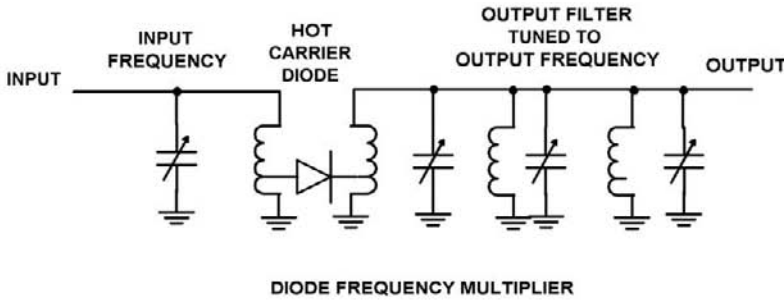 INPUT
INPUT
FREQUENCY
HOT
CARRIER
DIODE
OUTPUT FILTER
TUNED TO
OUTPUT FREQUENCY
OUTPUT
DIODE FREQUENCY MULTIPLIER